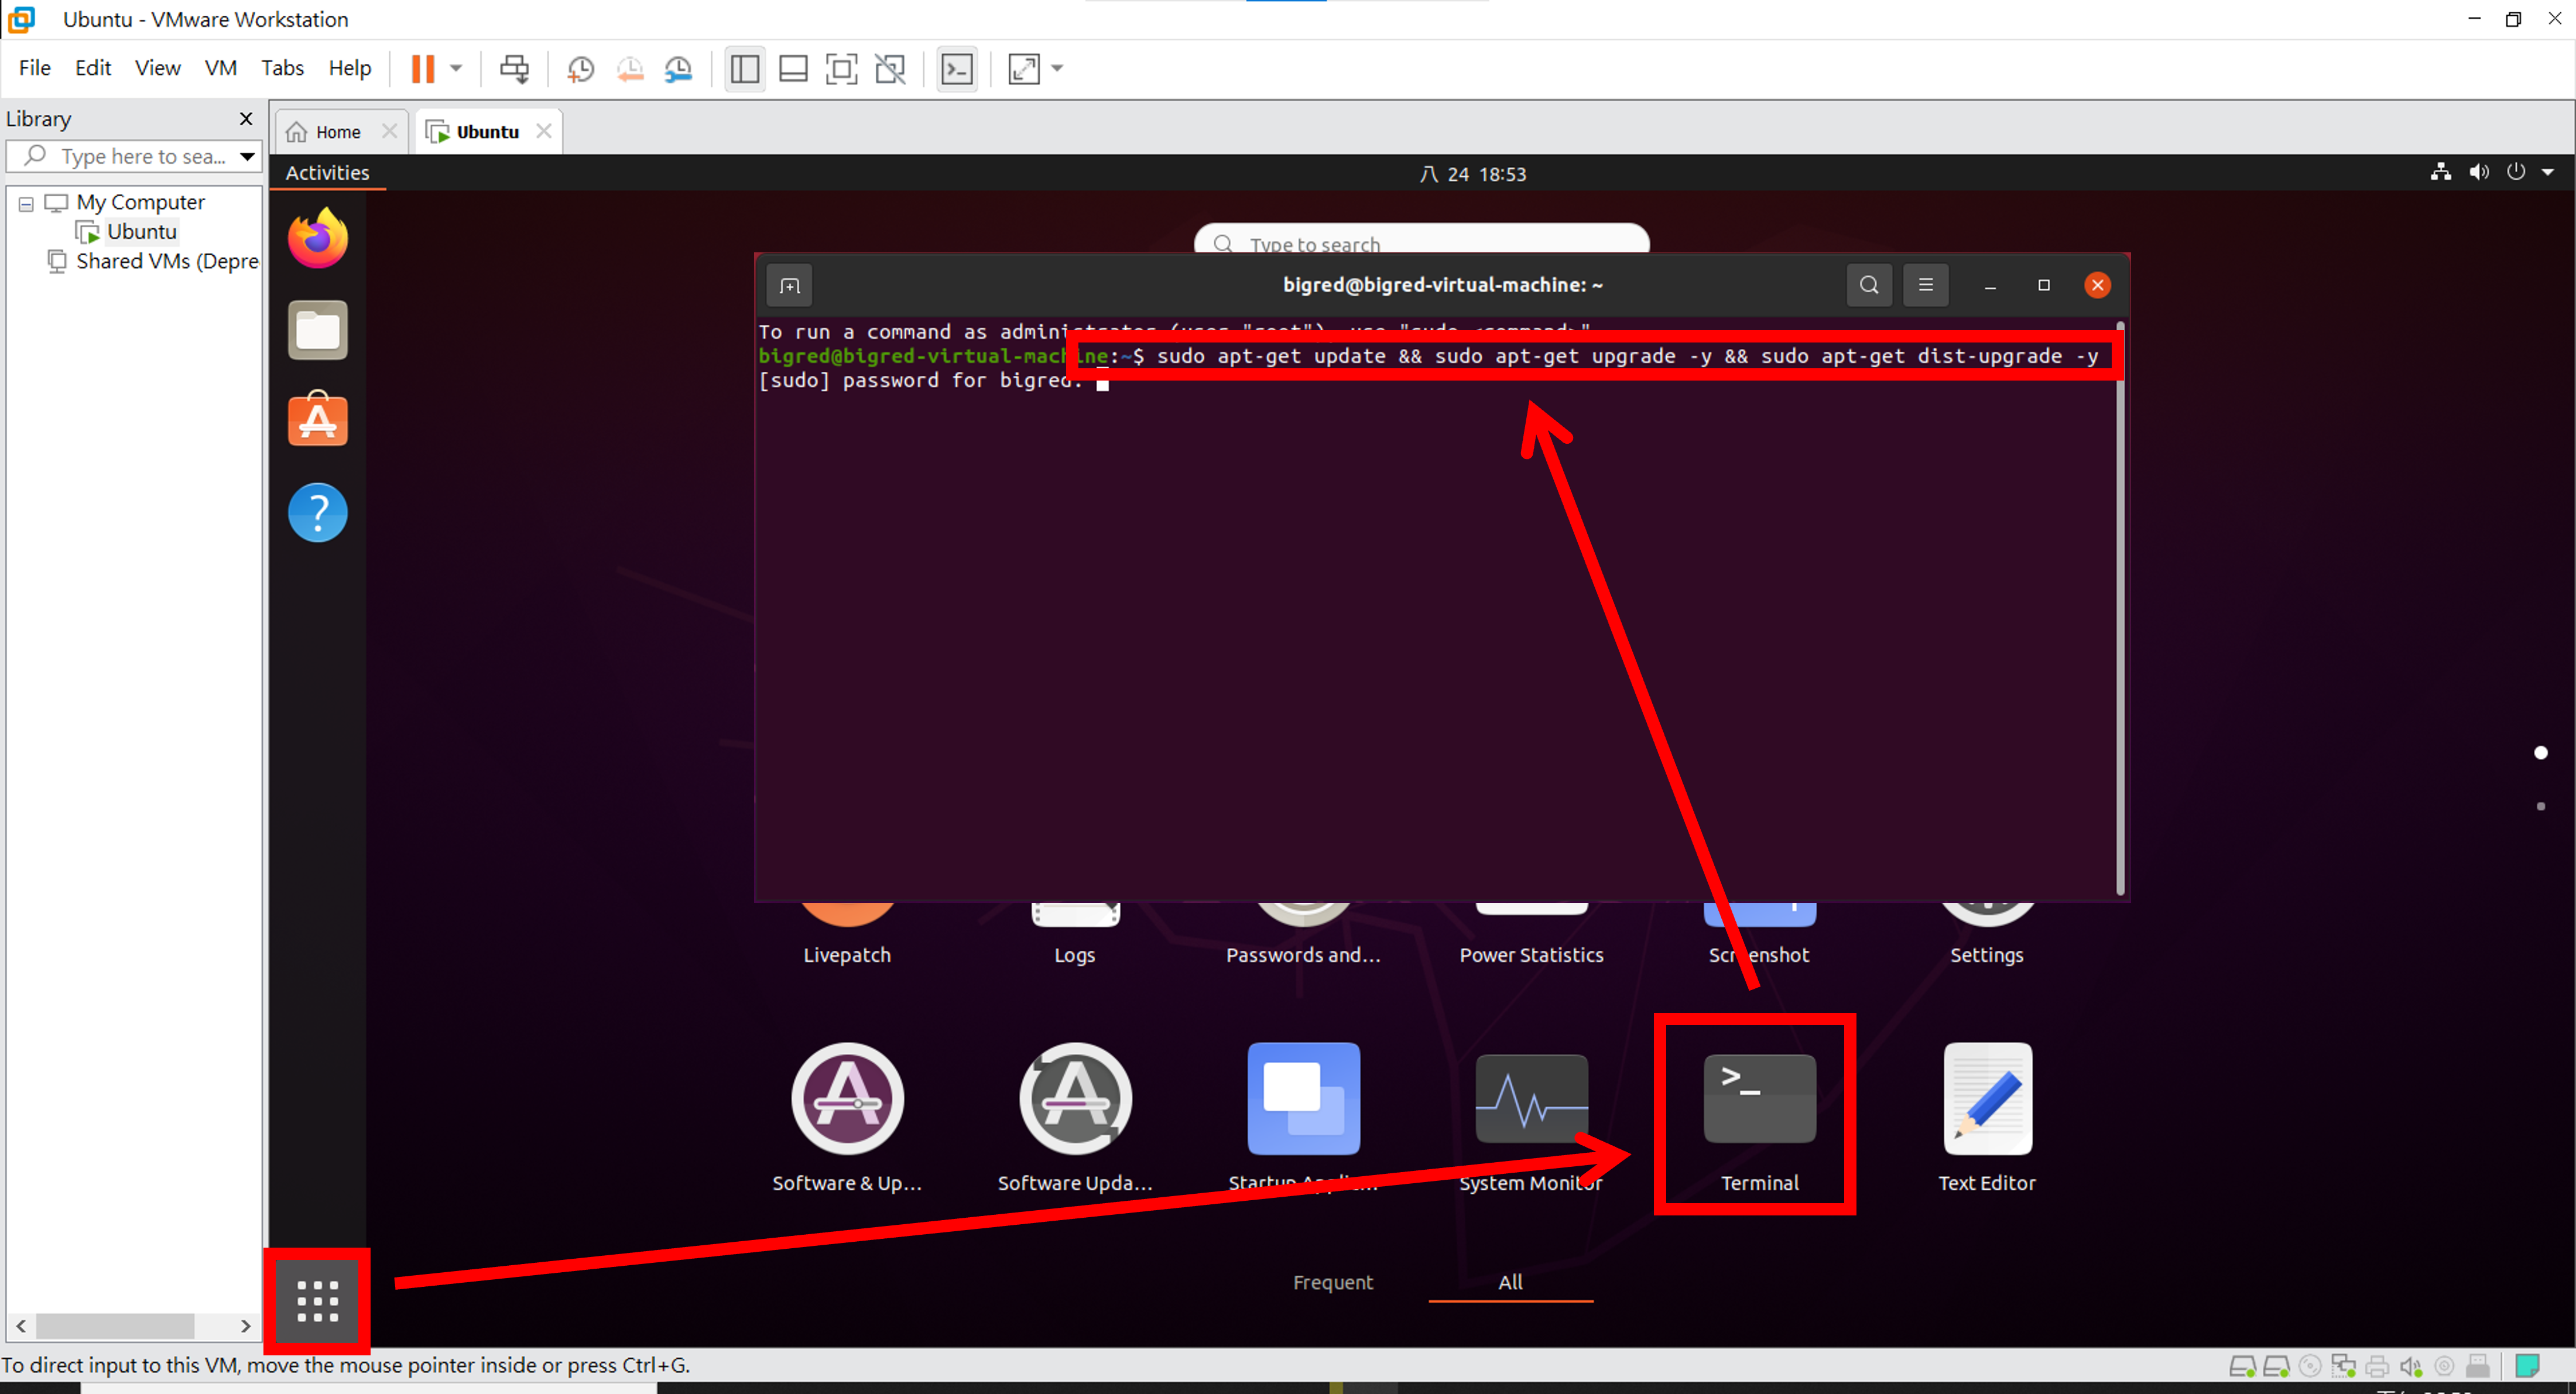 Ubuntu - VMware Workstation
File Edit View VM Tabs Help
Library
Home
Ubuntu
Type here to sea...
Activities
八 24 18:53
My Computer
Ubuntu
Shared VMs (Depre
Type to search
bigred@bigred-virtual-machine: ~
To run a command as administrator (user "root"), use "sudo <command>"
bigred@bigred-virtual-machine:~$ sudo apt-get update && sudo apt-get upgrade -y && sudo apt-get dist-upgrade -y
[sudo] password for bigred:
Livepatch
Logs
Passwords and...
Power Statistics
Screenshot
Settings
Software & Up...
Software Upda...
Startup Applic...
System Monitor
Terminal
Text Editor
Frequent
All
To direct input to this VM, move the mouse pointer inside or press Ctrl+G.